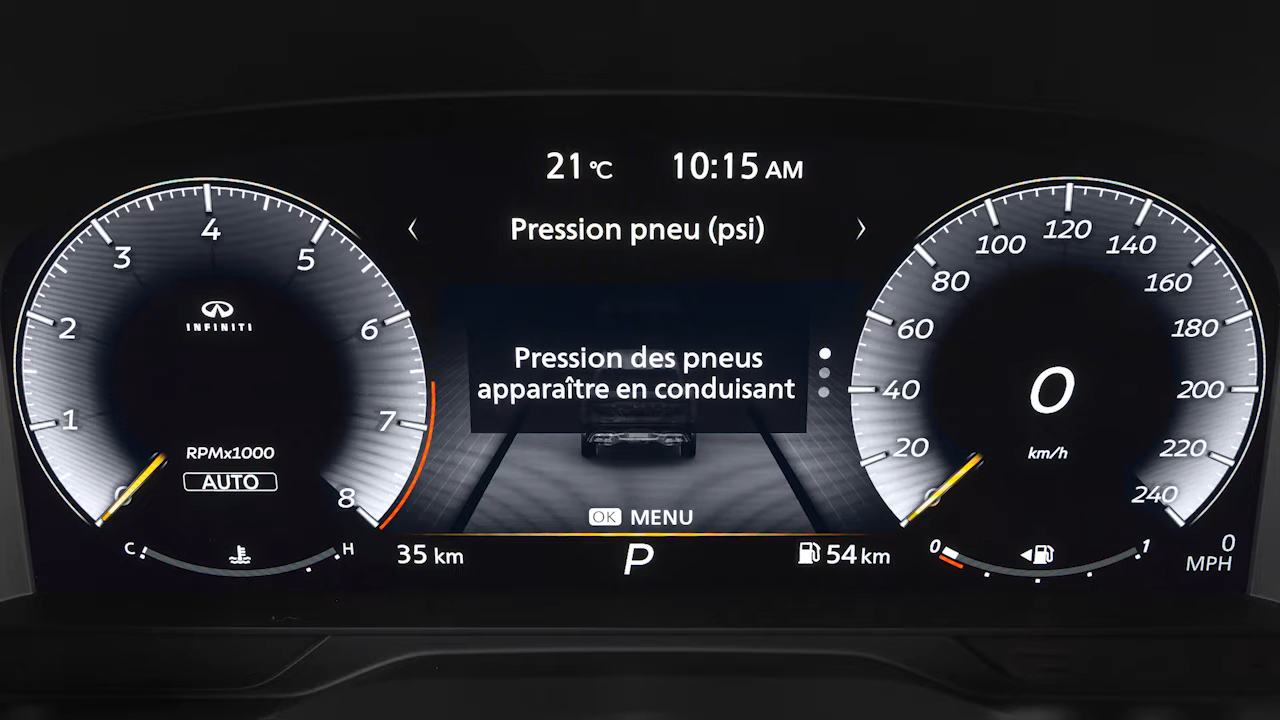 21 °C 10:15 AM
Pression pneu (psi)
Pression des pneus
apparaître en conduisant
OK MENU
35 km P 54 km
INFINITI
RPMx1000
AUTO
0 1 2 3 4 5 6 7 8
C H
0 20 40 60 80 100 120 140 160 180 200 220 240
0
km/h
0 1
0
MPH